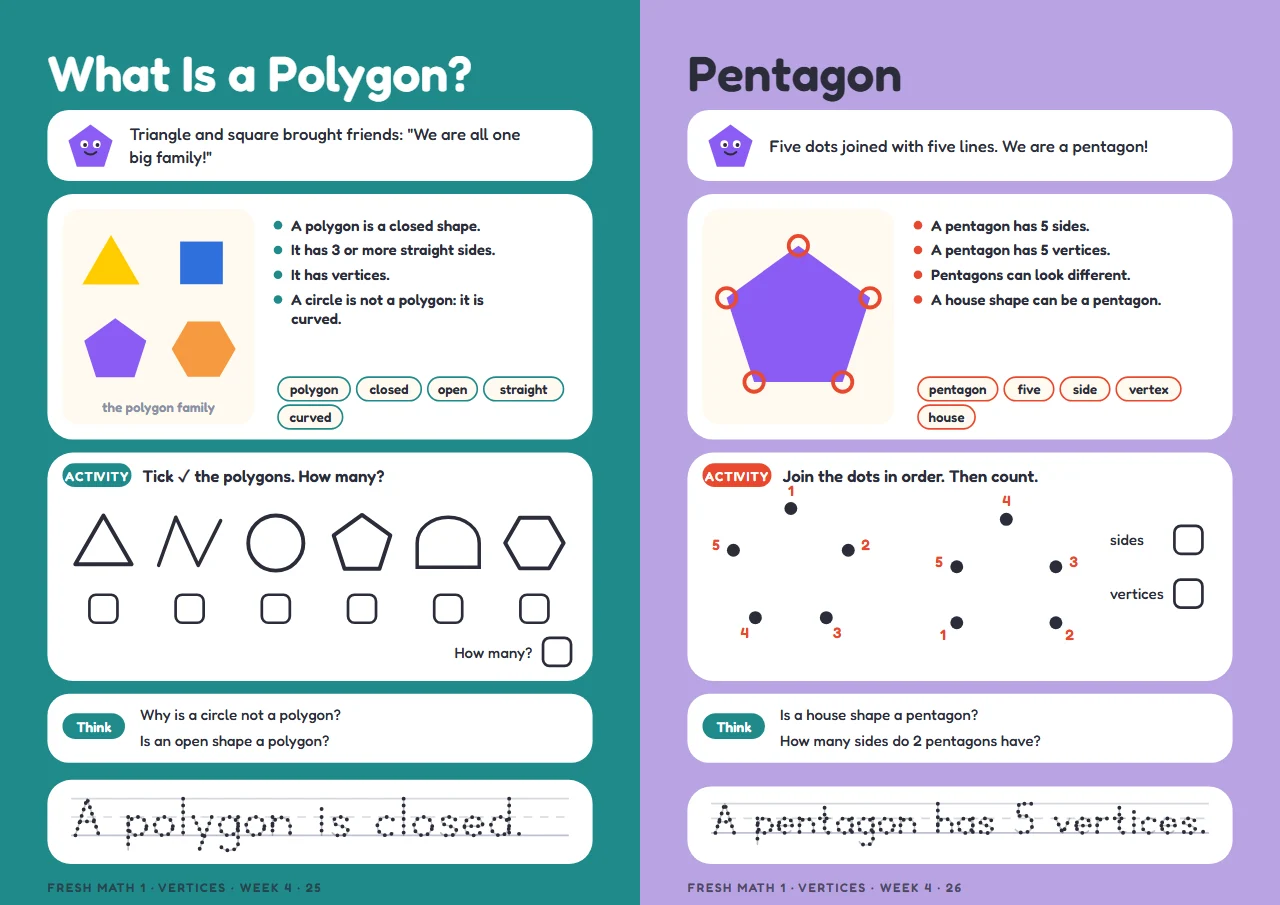 What Is a Polygon?
Triangle and square brought friends: "We are all one
big family!"
A polygon is a closed shape.
It has 3 or more straight sides.
It has vertices.
A circle is not a polygon: it is
curved.
the polygon family
polygon closed open straight
curved
ACTIVITY Tick ✓ the polygons. How many?
How many?
Think
Why is a circle not a polygon?
Is an open shape a polygon?
A polygon is closed.
FRESH MATH 1 · VERTICES · WEEK 4 · 25
Pentagon
Five dots joined with five lines. We are a pentagon!
A pentagon has 5 sides.
A pentagon has 5 vertices.
Pentagons can look different.
A house shape can be a pentagon.
pentagon five side vertex
house
ACTIVITY Join the dots in order. Then count.
1
4
5 2
5 3
4 3
1 2
sides
vertices
Think
Is a house shape a pentagon?
How many sides do 2 pentagons have?
A pentagon has 5 vertices.
FRESH MATH 1 · VERTICES · WEEK 4 · 26